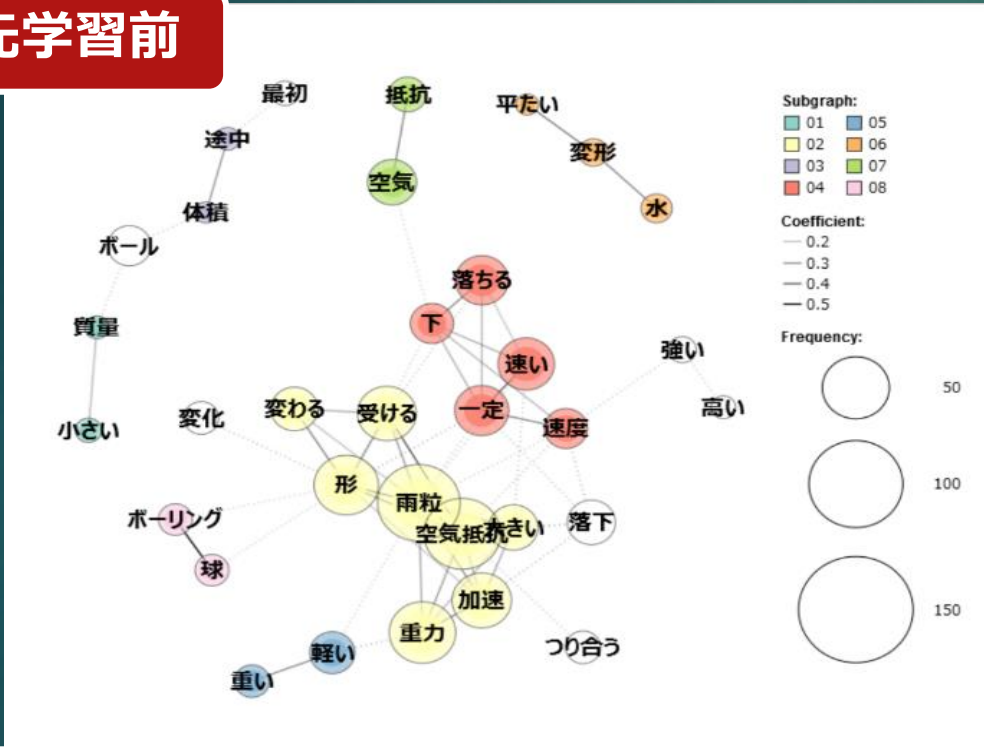 元学習前
最初
抵抗
平たい
途中
変形
空気
体積
水
ボール
落ちる
質量
下
速い
強い
変わる
受ける
一定
高い
変化
速度
小さい
形
雨粒
ボーリング
空気抵抗
大きい
落下
球
加速
重力
つり合う
軽い
重い
Subgraph:
01 05
02 06
03 07
04 08
Coefficient:
0.2
0.3
0.4
0.5
Frequency:
50
100
150